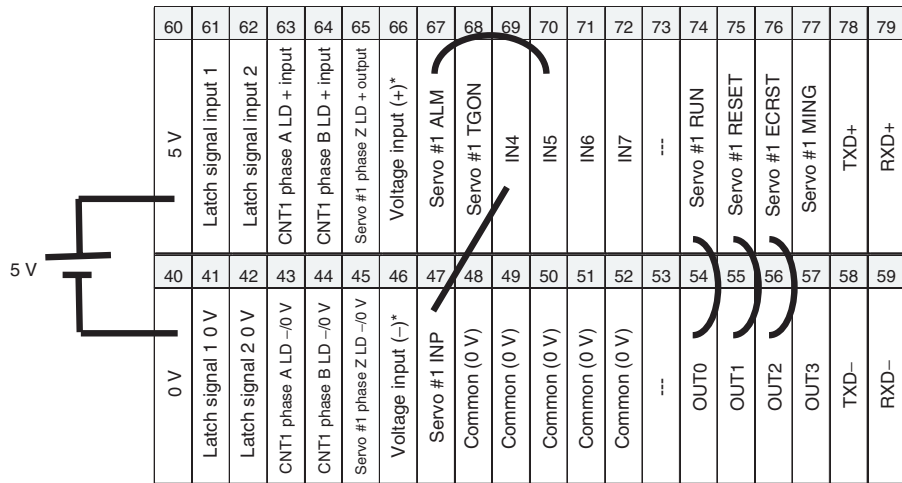 60 61 62 63 64 65 66 67 68 69 70 71 72 73 74 75 76 77 78 79
5 V
Latch signal input 1
Latch signal input 2
CNT1 phase A LD + input
CNT1 phase B LD + input
Servo #1 phase Z LD + output
Voltage input (+)*
Servo #1 ALM
Servo #1 TGON
IN4
IN5
IN6
IN7
---
Servo #1 RUN
Servo #1 RESET
Servo #1 ECRST
Servo #1 MING
TXD+
RXD+
5 V
40 41 42 43 44 45 46 47 48 49 50 51 52 53 54 55 56 57 58 59
0 V
Latch signal 1 0 V
Latch signal 2 0 V
CNT1 phase A LD –/0 V
CNT1 phase B LD –/0 V
Servo #1 phase Z LD –/0 V
Voltage input (–)*
Servo #1 INP
Common (0 V)
Common (0 V)
Common (0 V)
Common (0 V)
Common (0 V)
---
OUT0
OUT1
OUT2
OUT3
TXD–
RXD–